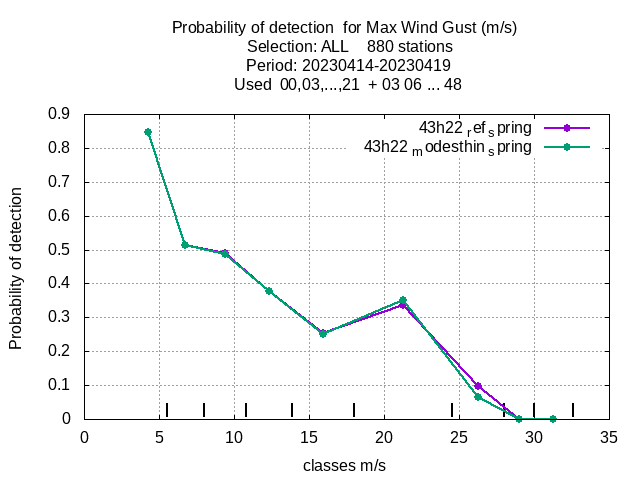 Probability of detection  for Max Wind Gust (m/s)
Selection: ALL    880 stations
Period: 20230414-20230419
Used  00,03,...,21  + 03 06 ... 48
0.9
0.8
0.7
0.6
0.5
0.4
0.3
0.2
0.1
0
43h22 ref spring
43h22 modesthin spring
Probability of detection
0 5 10 15 20 25 30 35
classes m/s